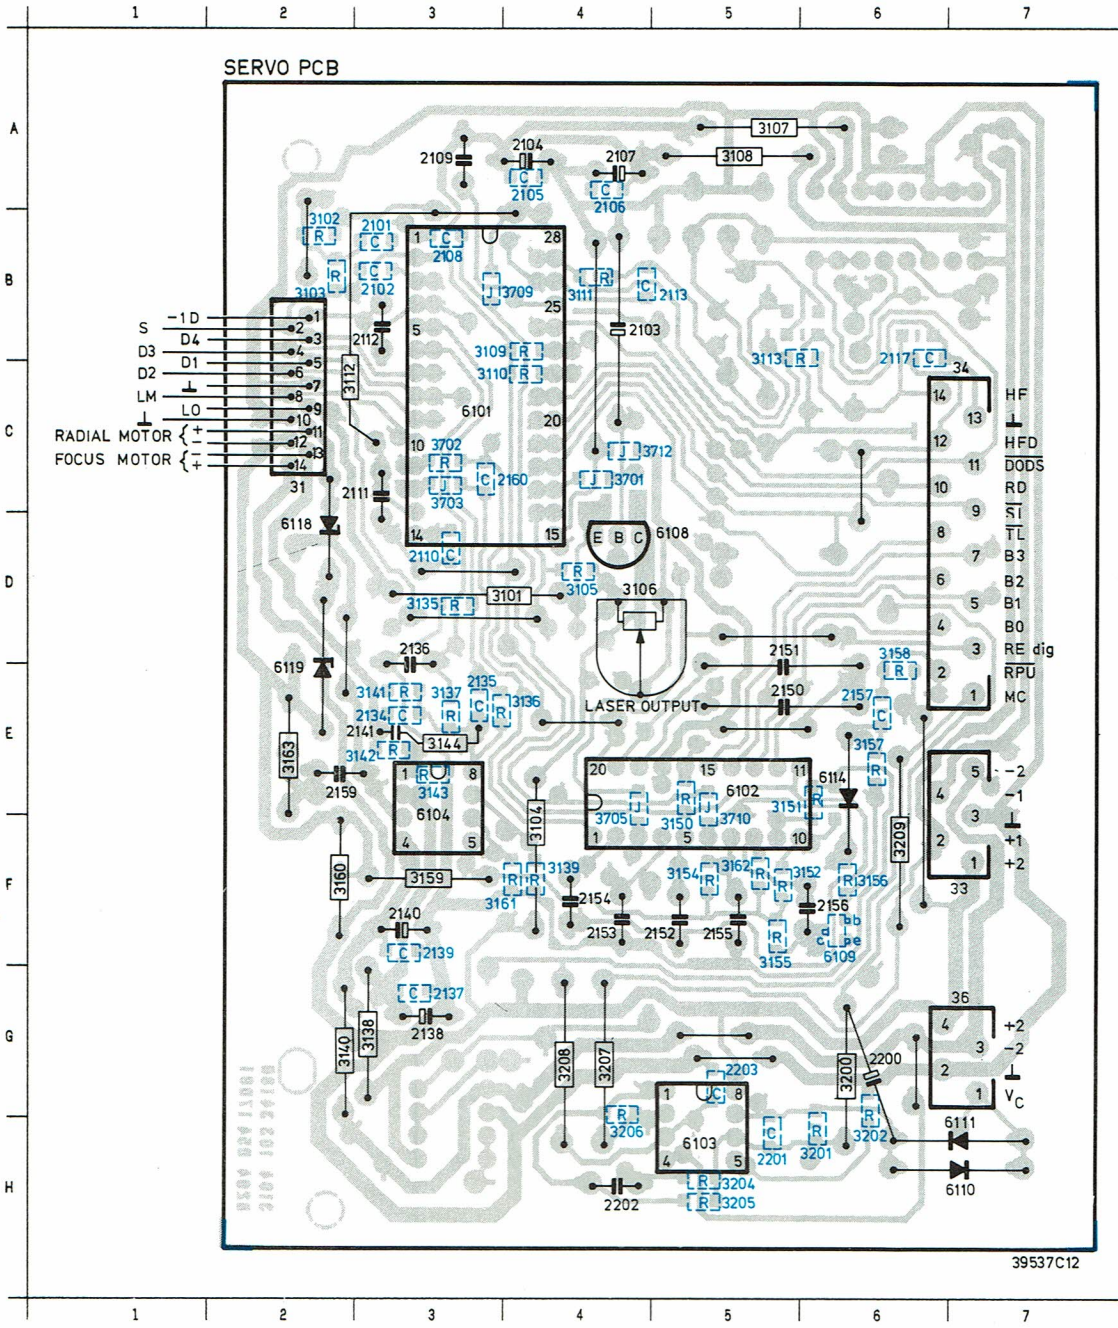 1 2 3 4 5 6 7
SERVO PCB
A
3107
2104
2109 2107 3108
C C
2105 2106
3102 2101
R C 1 C 28
2108
B
R C
3103 2102 J 3709 3111 R C 2113
25
-1D 1
S 2 5 2103
D4 3 2112
D3 4 3109 R 3113 R 2117 C
D1 5
D2 6 3112 3110 R 34
⊥ 7 14 HF
LM 8 6101 13 ⊥
LO 9
C
⊥ 10 20
RADIAL MOTOR { + 11
- 12 10 3702 12 HFD
FOCUS MOTOR { - 13 R J 3712 11 DODS
+ 14 J C 2160 J 3701 10 RD
31 2111 3703
9 SI
6118 14 15 E B C 6108 8 TL
2110 C 7 B3
D
R 3105 3106 6 B2
3101
3135 R 5 B1
4 B0
2136 2151 3158 3 RE dig
6119 R 2 RPU
3141 R 3137 2135 3136 2150 2157 1 MC
2134 C R C R LASER OUTPUT C
E
2141 3144
3142 R 3157
3163 1 R 8 20 15 11 6114 R 5 -2
2159 3143 6102 4 -1
3705 J R J 3151 R
6104 3104 3150 3710 3209 3 ⊥
4 5 1 5 10 2 +1
1 +2
3160 3159 R R 3139 3154 R 3162 R R 3152 R 3156 33
F
3161 2154
2140 2153 2152 2155 2156 b b
C 2139 R d c e e
3155 6109
C 2137 36
4 +2
G
3140 3138 2138 3 -2
3208 3207 3200 2200 2 ⊥
2203
1 C 8 1 VC
R 6111
3206 6103 C R R
2201 3201 3202
4 5
H
R 3204 6110
2202 R 3205
39537C12
1 2 3 4 5 6 7